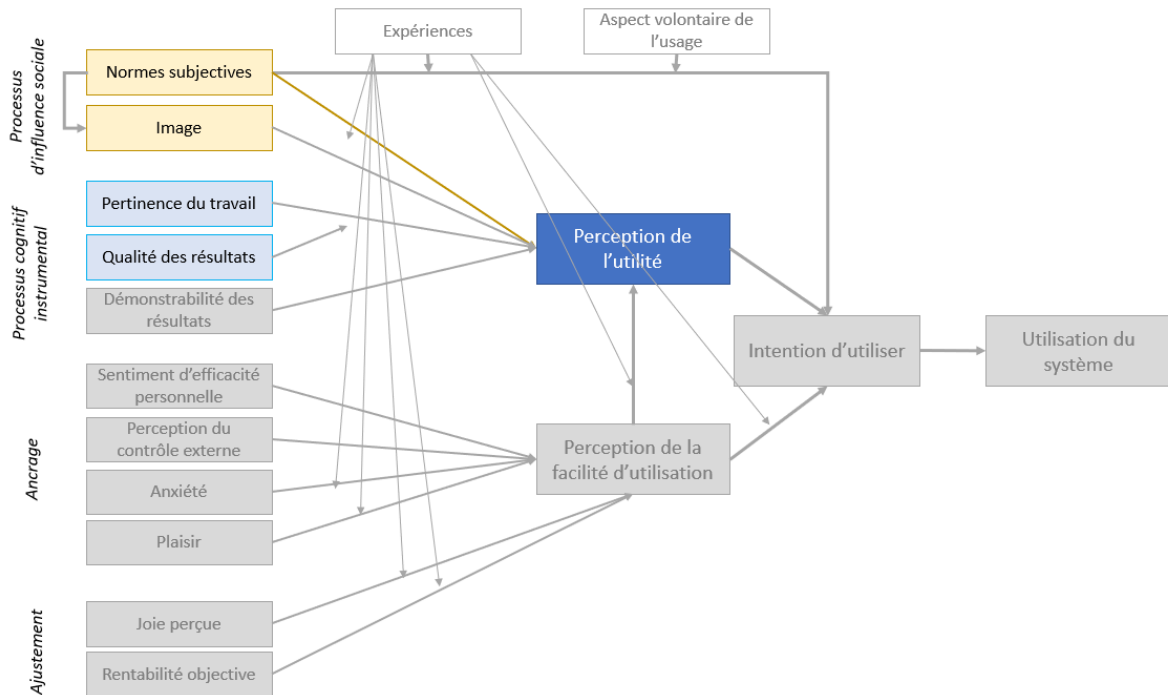 Expériences
Aspect volontaire de
l'usage
Processus
d'influence sociale
Normes subjectives
Image
Processus cognitif
instrumental
Pertinence du travail
Qualité des résultats
Démonstrabilité des
résultats
Perception de
l'utilité
Intention d'utiliser
Utilisation du
système
Ancrage
Sentiment d'efficacité
personnelle
Perception du
contrôle externe
Anxiété
Plaisir
Perception de la
facilité d'utilisation
Ajustement
Joie perçue
Rentabilité objective